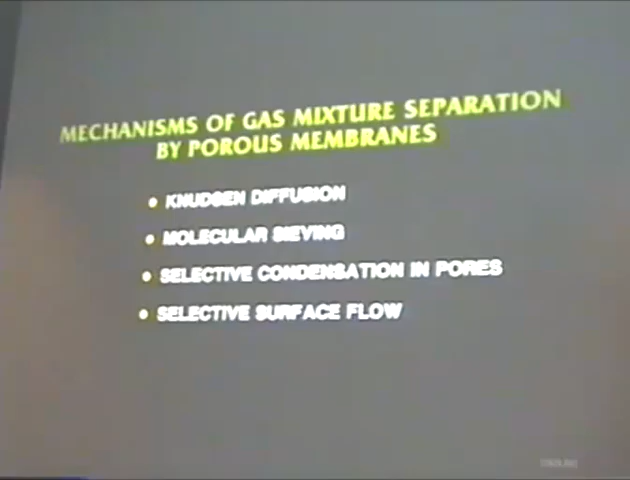 MECHANISMS OF GAS MIXTURE SEPARATION
BY POROUS MEMBRANES
• KNUDSEN DIFFUSION
• MOLECULAR SIEVING
• SELECTIVE CONDENSATION IN PORES
• SELECTIVE SURFACE FLOW